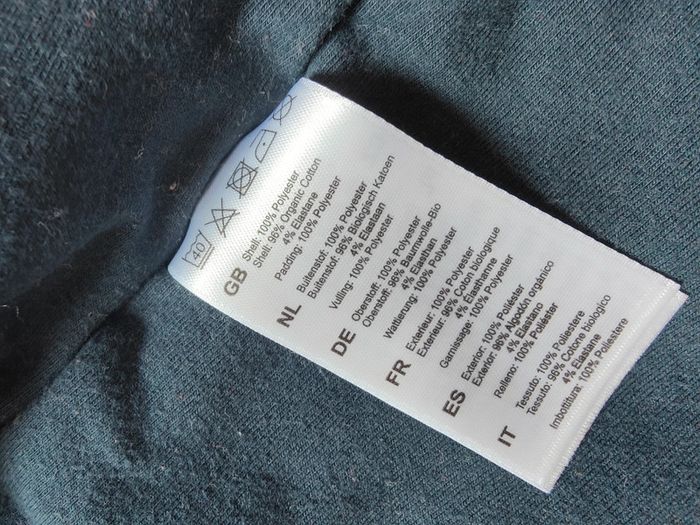 40
GB
Shell: 100% Polyester
Shell: 96% Organic Cotton
4% Elastane
Padding: 100% Polyester
NL
Buitenstof: 100% Polyester
Buitenstof: 96% Biologisch Katoen
4% Elastaan
Vulling: 100% Polyester
DE
Oberstoff: 100% Polyester
Oberstoff: 96% Baumwolle-Bio
4% Elasthan
Wattierung: 100% Polyester
FR
Exterieur: 100% Polyester
Exterieur: 96% Coton biologique
4% Elasthanne
Garnissage: 100% Polyester
ES
Exterior: 100% Poliéster
Exterior: 96% Algodón orgánico
4% Elastano
Relleno: 100% Poliéster
IT
Tessuto: 100% Poliestere
Tessuto: 96% Cotone biologico
4% Elastane
Imbottitura: 100% Poliestere